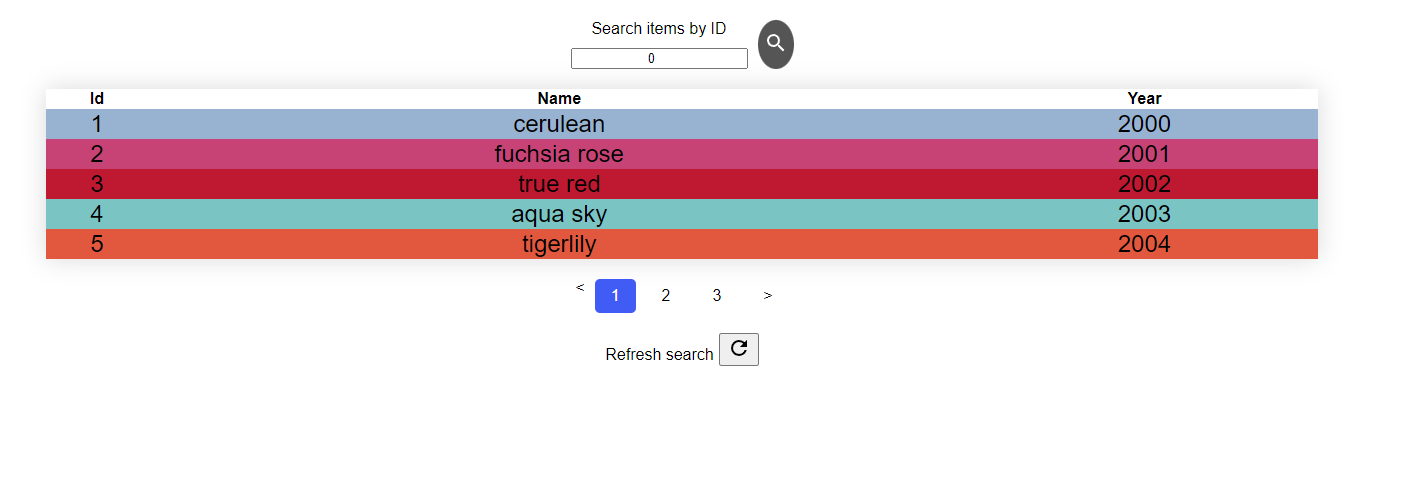 Search items by ID
0
Id Name Year
1 cerulean 2000
2 fuchsia rose 2001
3 true red 2002
4 aqua sky 2003
5 tigerlily 2004
< 1 2 3 >
Refresh search